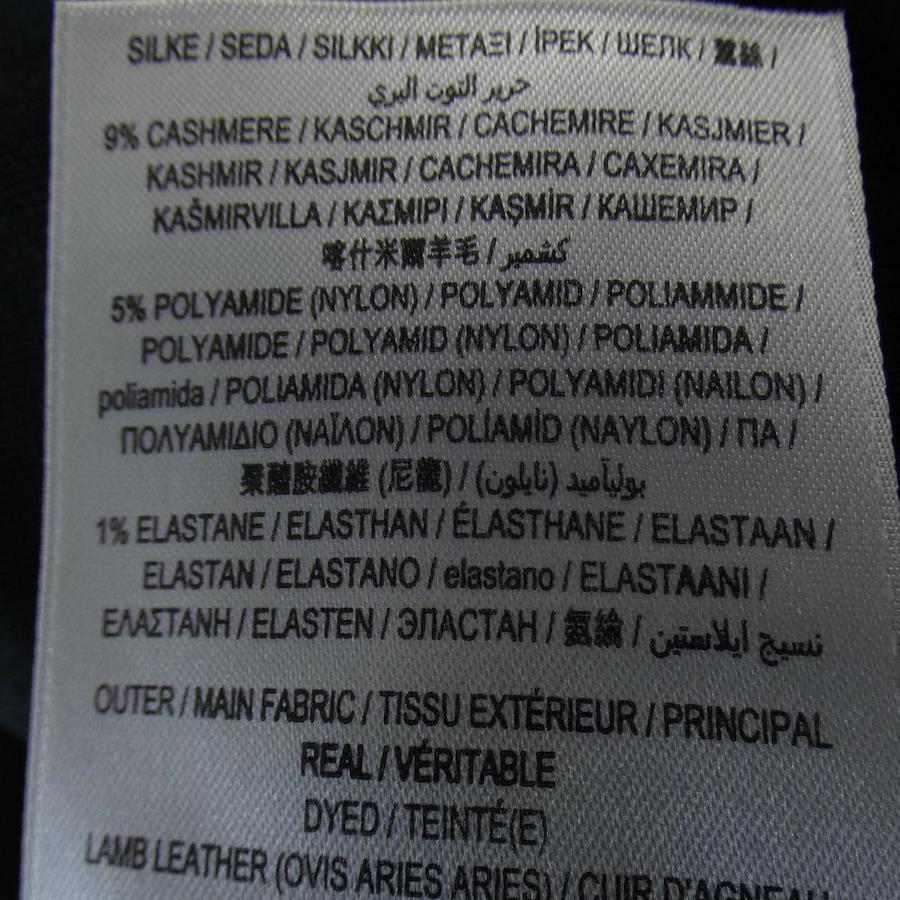 SILKE / SEDA / SILKKI / ΜΕΤΑΞΙ / İPEK / ШЕЛК / 蠶絲 /
حرير التوت البري
9% CASHMERE / KASCHMIR / CACHEMIRE / KASJMIER /
KASHMIR / KASJMIR / CACHEMIRA / CAXEMIRA /
KAŠMIRVILLA / ΚΑΣΜΙΡΙ / KAŞMİR / КАШЕМИР /
喀什米爾羊毛 / كشمير
5% POLYAMIDE (NYLON) / POLYAMID / POLIAMMIDE /
POLYAMIDE / POLYAMID (NYLON) / POLIAMIDA /
poliamida / POLIAMIDA (NYLON) / POLYAMIDI (NAILON) /
ΠΟΛΥΑΜΙΔΙΟ (ΝΑΪΛΟΝ) / POLİAMİD (NAYLON) / ПА /
聚醯胺纖維 (尼龍) / بوليآميد (نايلون)
1% ELASTANE / ELASTHAN / ÉLASTHANE / ELASTAAN /
ELASTAN / ELASTANO / elastano / ELASTAANI /
ΕΛΑΣΤΑΝΗ / ELASTEN / ЭЛАСТАН / 氨綸 / نسيج أيلاستين
OUTER / MAIN FABRIC / TISSU EXTÉRIEUR / PRINCIPAL
REAL / VÉRITABLE
DYED / TEINTÉ(E)
LAMB LEATHER (OVIS ARIES ARIES) / CUIR D'AGNEAU